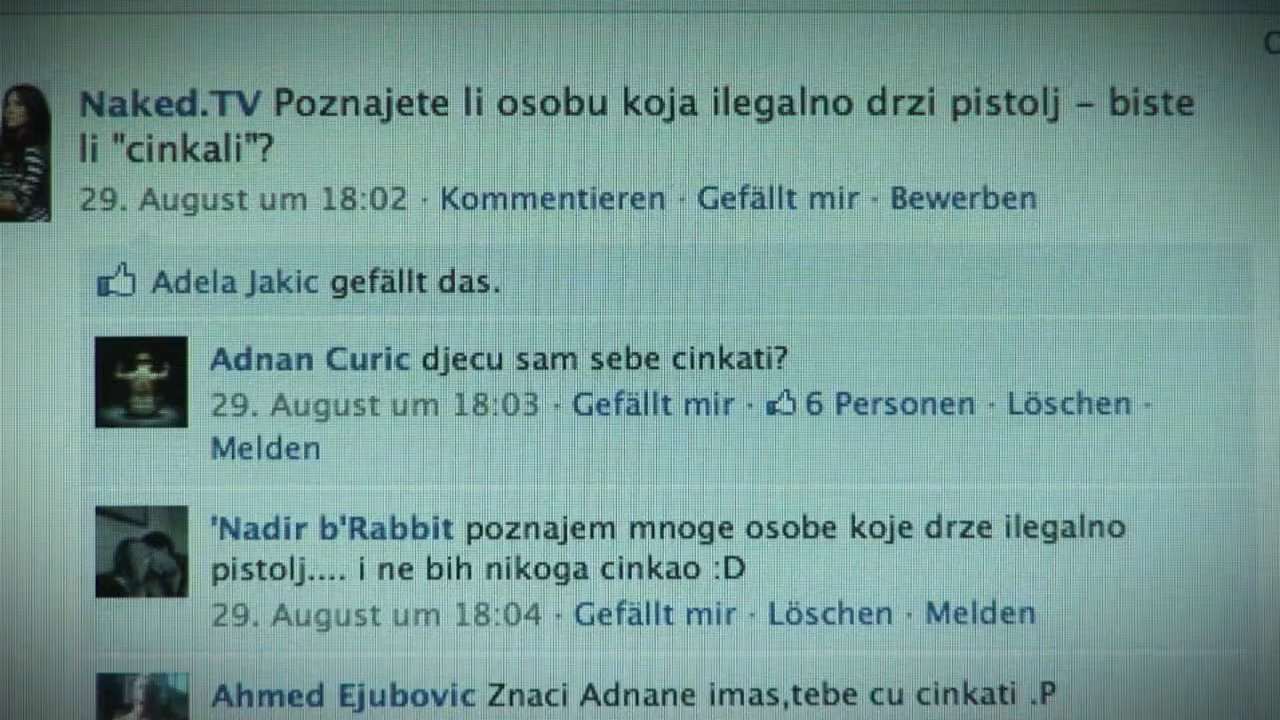 Naked.TV Poznajete li osobu koja ilegalno drzi pistolj – biste
li "cinkali"?
29. August um 18:02 · Kommentieren · Gefällt mir · Bewerben
Adela Jakic gefällt das.
Adnan Curic djecu sam sebe cinkati?
29. August um 18:03 · Gefällt mir · 6 Personen · Löschen ·
Melden
'Nadir b'Rabbit poznajem mnoge osobe koje drze ilegalno
pistolj.... i ne bih nikoga cinkao :D
29. August um 18:04 · Gefällt mir · Löschen · Melden
Ahmed Ejubovic Znaci Adnane imas,tebe cu cinkati .P